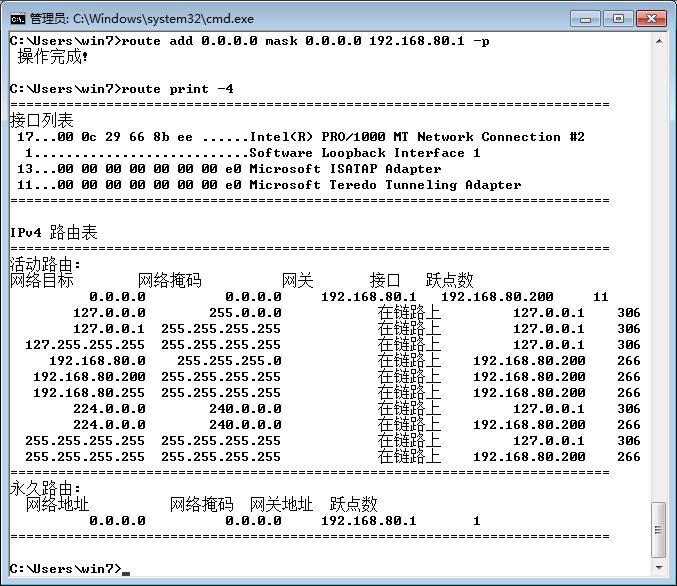 管理员: C:\Windows\system32\cmd.exe
C:\Users\win7>route add 0.0.0.0 mask 0.0.0.0 192.168.80.1 -p
操作完成!
C:\Users\win7>route print -4
===========================================================================
接口列表
17...00 0c 29 66 8b ee ......Intel(R) PRO/1000 MT Network Connection #2
1...........................Software Loopback Interface 1
13...00 00 00 00 00 00 00 e0 Microsoft ISATAP Adapter
11...00 00 00 00 00 00 00 e0 Microsoft Teredo Tunneling Adapter
===========================================================================
IPv4 路由表
===========================================================================
活动路由:
网络目标 网络掩码 网关 接口 跃点数
0.0.0.0 0.0.0.0 192.168.80.1 192.168.80.200 11
127.0.0.0 255.0.0.0 在链路上 127.0.0.1 306
127.0.0.1 255.255.255.255 在链路上 127.0.0.1 306
127.255.255.255 255.255.255.255 在链路上 127.0.0.1 306
192.168.80.0 255.255.255.0 在链路上 192.168.80.200 266
192.168.80.200 255.255.255.255 在链路上 192.168.80.200 266
192.168.80.255 255.255.255.255 在链路上 192.168.80.200 266
224.0.0.0 240.0.0.0 在链路上 127.0.0.1 306
224.0.0.0 240.0.0.0 在链路上 192.168.80.200 266
255.255.255.255 255.255.255.255 在链路上 127.0.0.1 306
255.255.255.255 255.255.255.255 在链路上 192.168.80.200 266
===========================================================================
永久路由:
网络地址 网络掩码 网关地址 跃点数
0.0.0.0 0.0.0.0 192.168.80.1 1
===========================================================================
C:\Users\win7>_